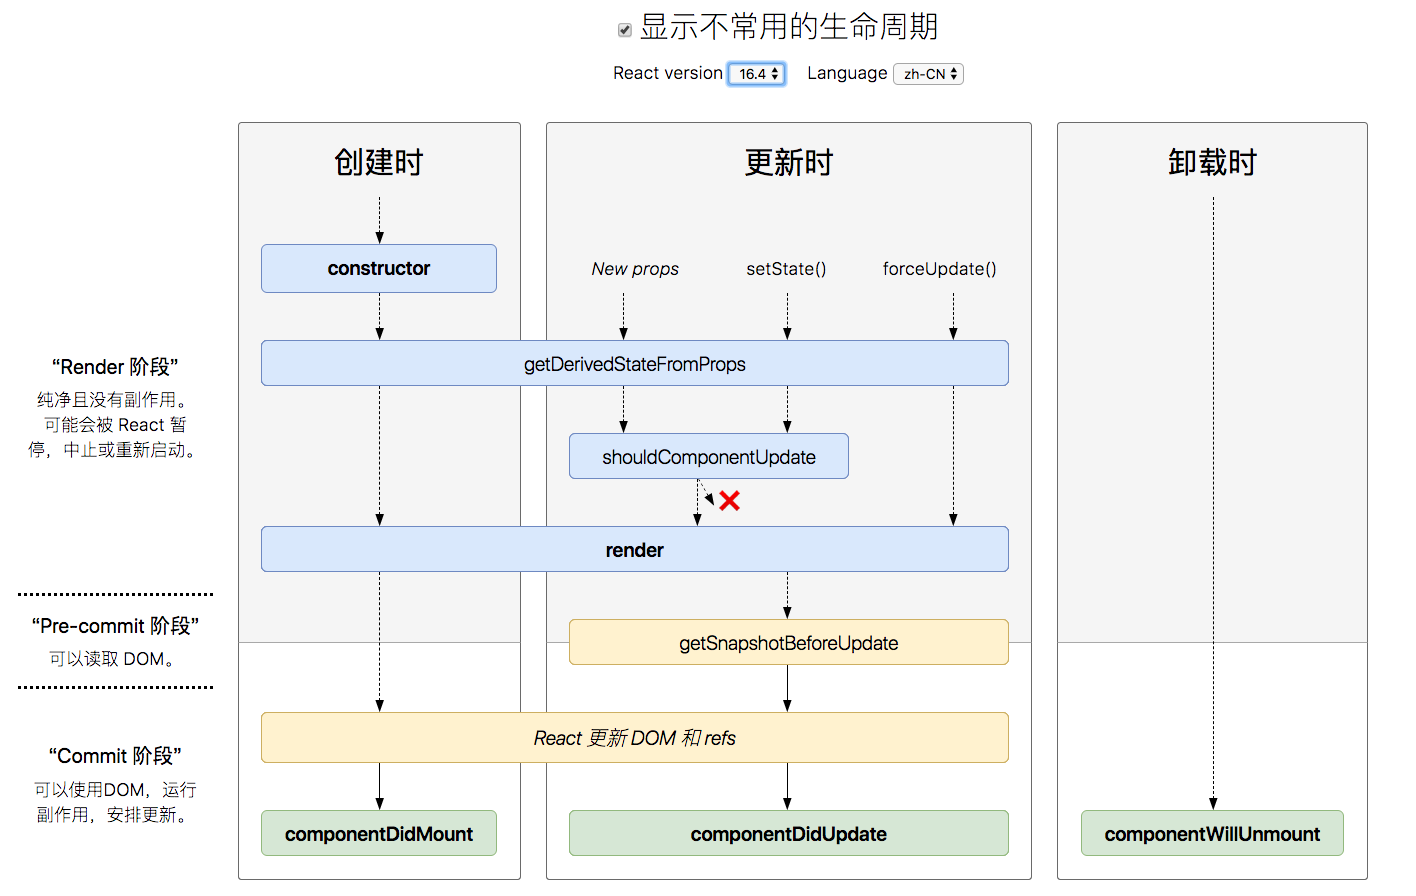 显示不常用的生命周期
React version 16.4 Language zh-CN
创建时
更新时
卸载时
constructor
New props
setState()
forceUpdate()
“Render 阶段”
纯净且没有副作用。
可能会被 React 暂
停，中止或重新启动。
getDerivedStateFromProps
shouldComponentUpdate
render
“Pre-commit 阶段”
可以读取 DOM。
getSnapshotBeforeUpdate
React 更新 DOM 和 refs
“Commit 阶段”
可以使用DOM，运行
副作用，安排更新。
componentDidMount
componentDidUpdate
componentWillUnmount